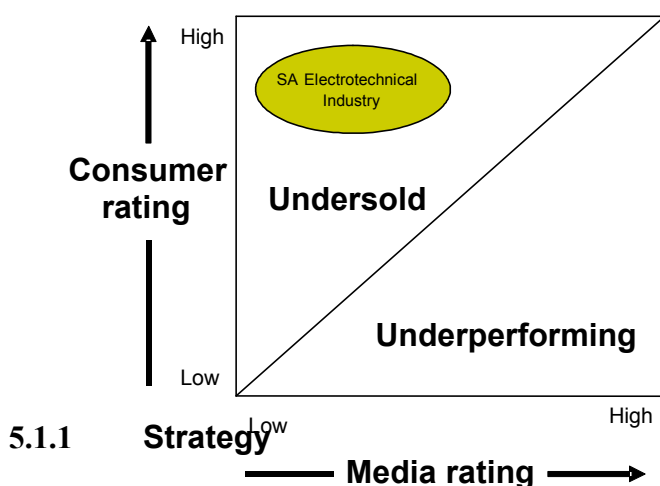 High
SA Electrotechnical
Industry
Consumer
rating
Undersold
Underperforming
Low
Low
High
5.1.1 Strategy
Media rating